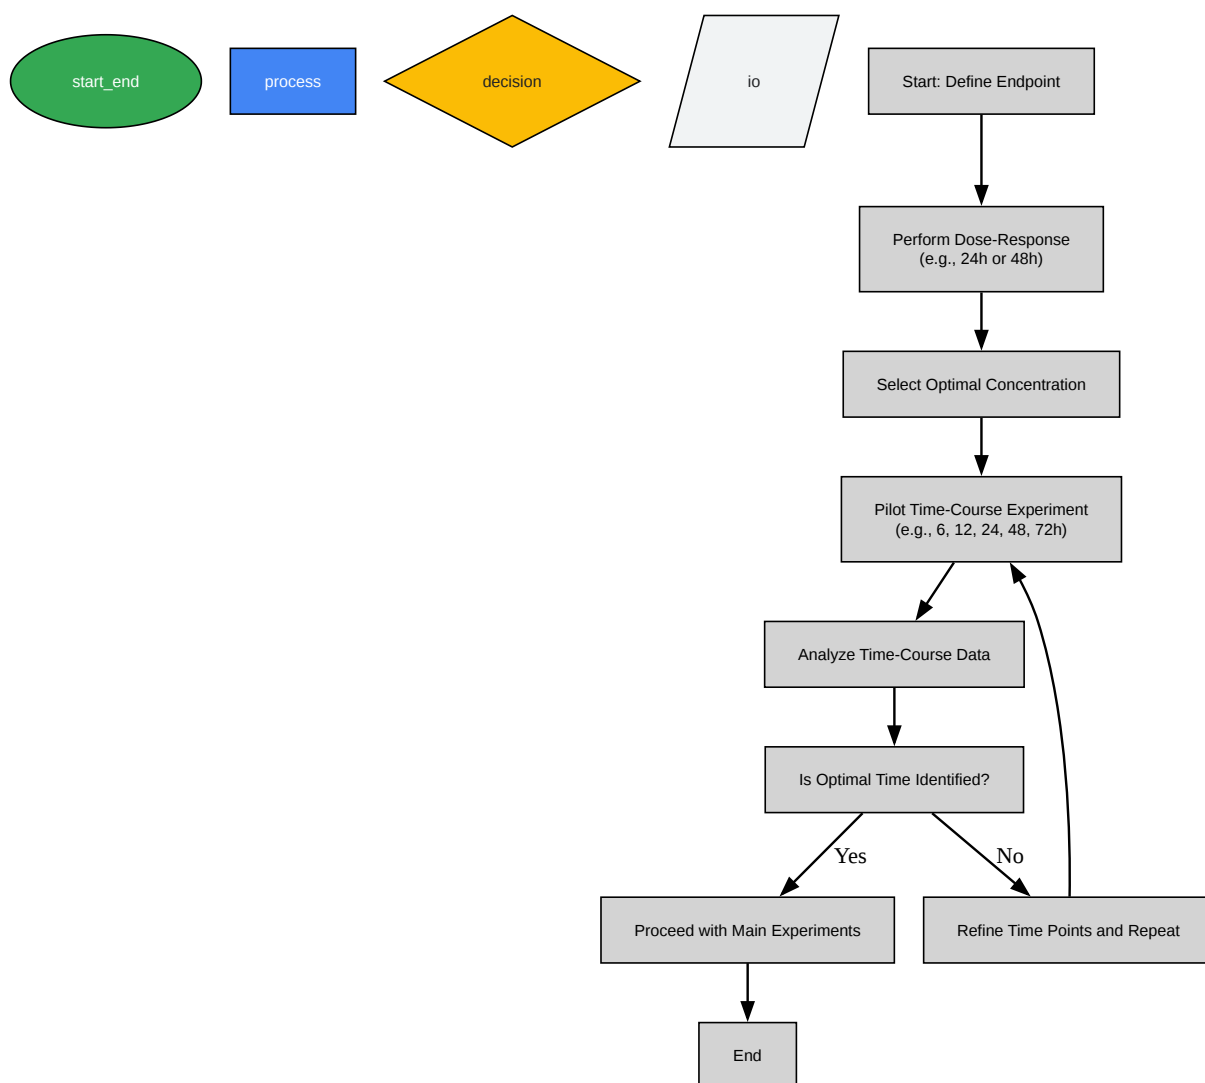 start_end
process
decision
io
Start: Define Endpoint
Perform Dose-Response
(e.g., 24h or 48h)
Select Optimal Concentration
Pilot Time-Course Experiment
(e.g., 6, 12, 24, 48, 72h)
Analyze Time-Course Data
Is Optimal Time Identified?
Yes
No
Proceed with Main Experiments
Refine Time Points and Repeat
End